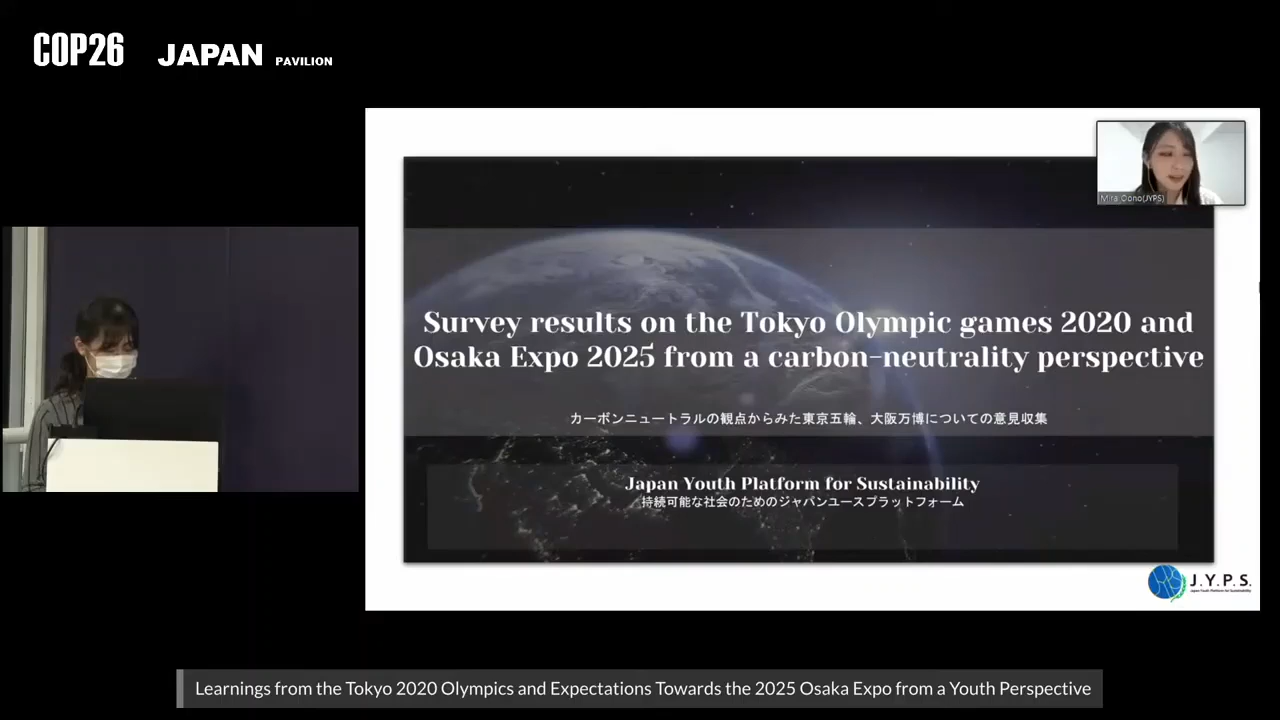 COP26 JAPAN PAVILION
Mira Oono(JYPS)
Survey results on the Tokyo Olympic games 2020 and
Osaka Expo 2025 from a carbon-neutrality perspective
カーボンニュートラルの観点からみた東京五輪、大阪万博についての意見収集
Japan Youth Platform for Sustainability
持続可能な社会のためのジャパンユースプラットフォーム
J.Y.P.S.
Japan Youth Platform for Sustainability
Learnings from the Tokyo 2020 Olympics and Expectations Towards the 2025 Osaka Expo from a Youth Perspective